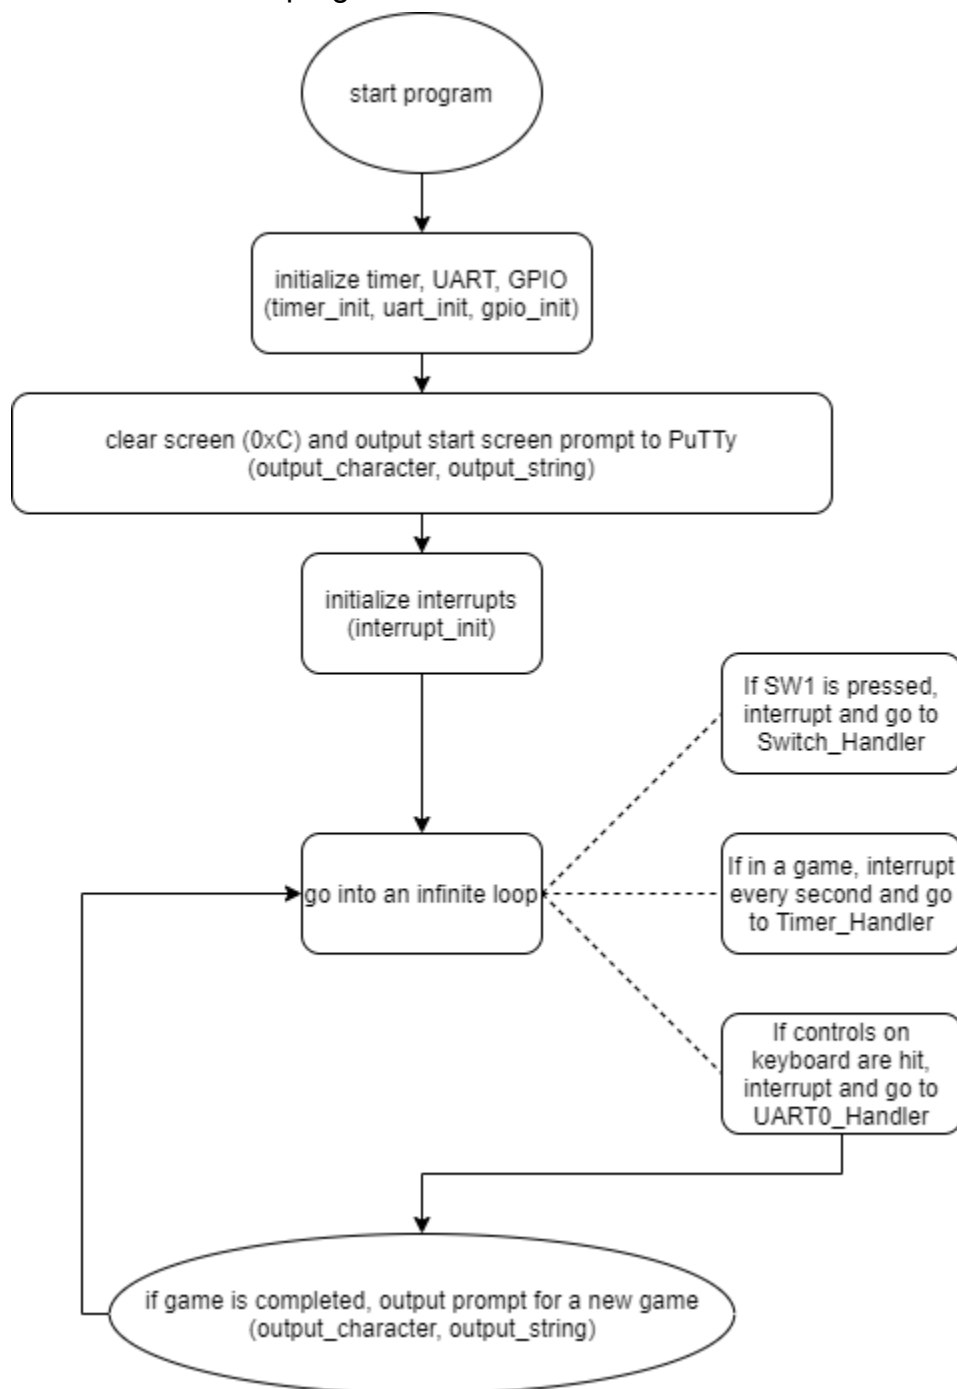 start program
initialize timer, UART, GPIO
(timer_init, uart_init, gpio_init)
clear screen (0xC) and output start screen prompt to PuTTy
(output_character, output_string)
initialize interrupts
(interrupt_init)
If SW1 is pressed,
interrupt and go to
Switch_Handler
go into an infinite loop
If in a game, interrupt
every second and go
to Timer_Handler
If controls on
keyboard are hit,
interrupt and go to
UART0_Handler
if game is completed, output prompt for a new game
(output_character, output_string)